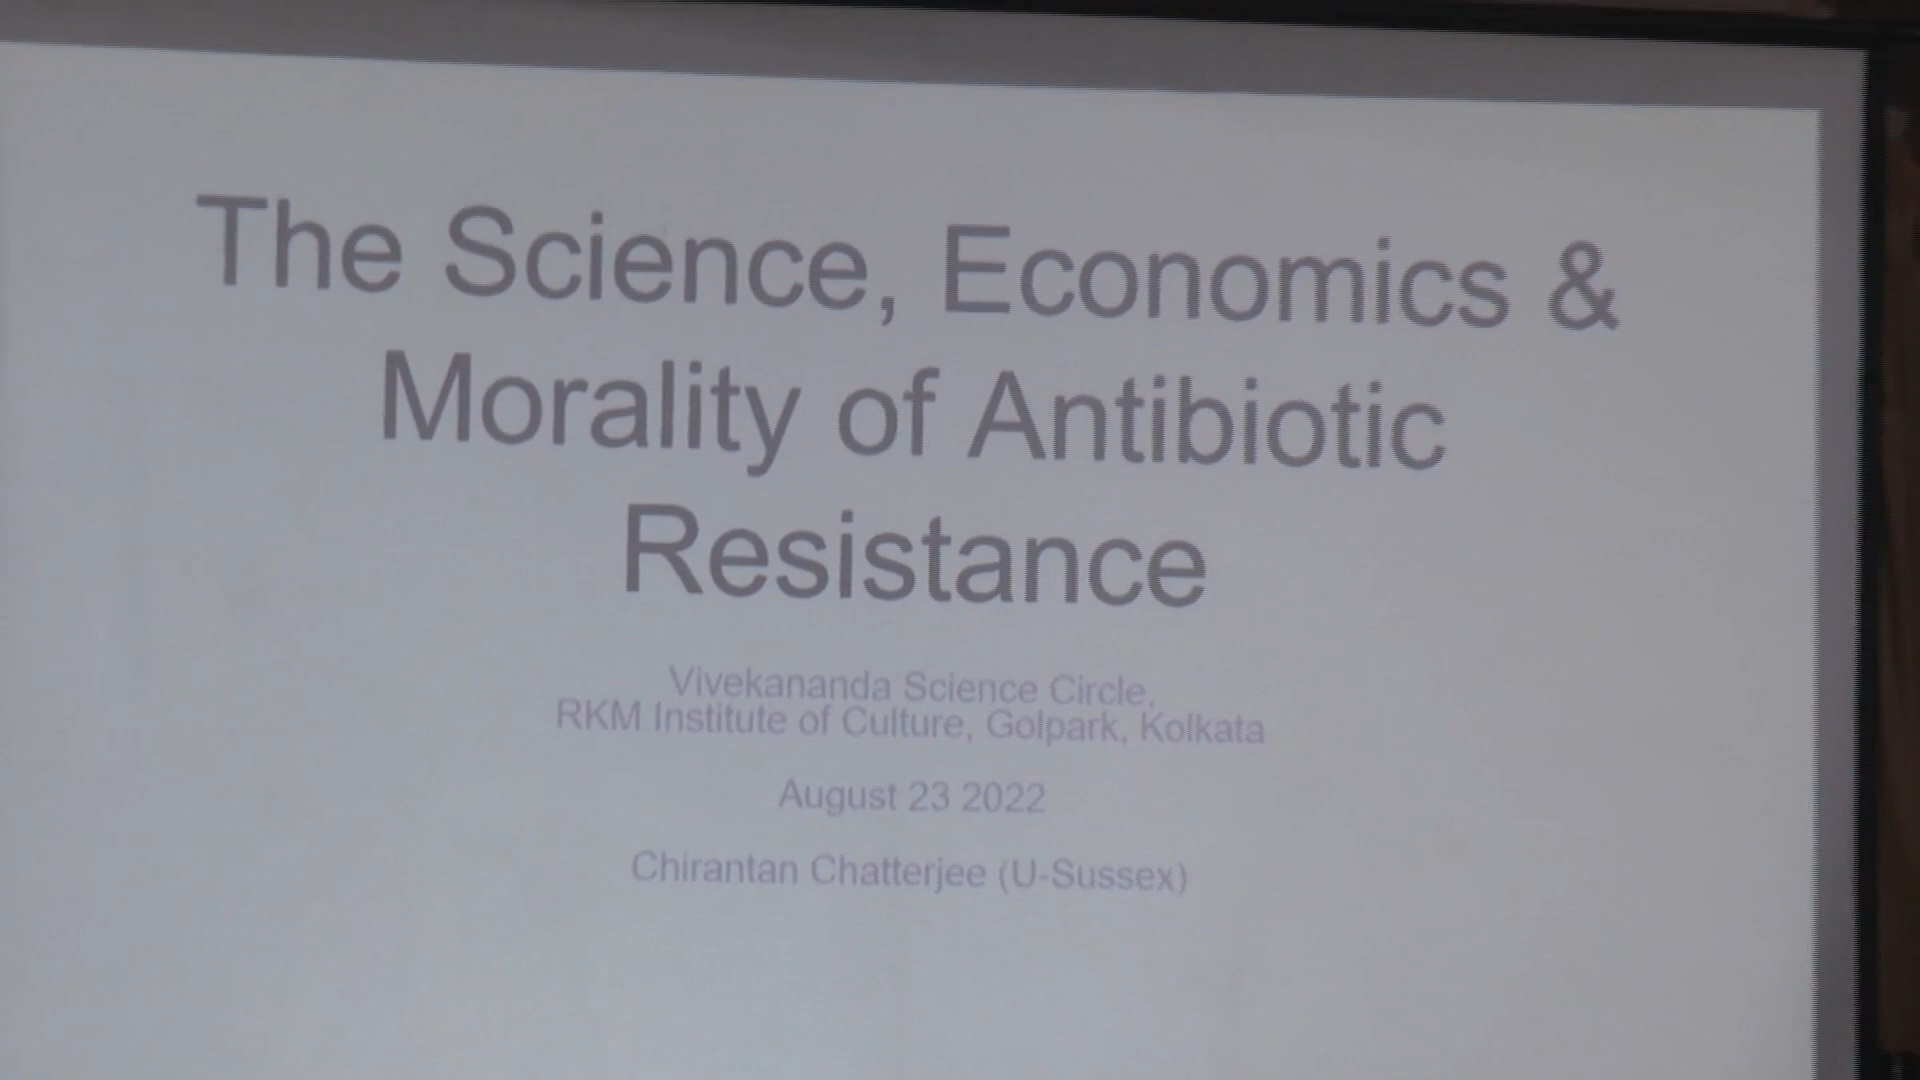 The Science, Economics &
Morality of Antibiotic
Resistance
Vivekananda Science Circle,
RKM Institute of Culture, Golpark, Kolkata
August 23 2022
Chirantan Chatterjee (U-Sussex)